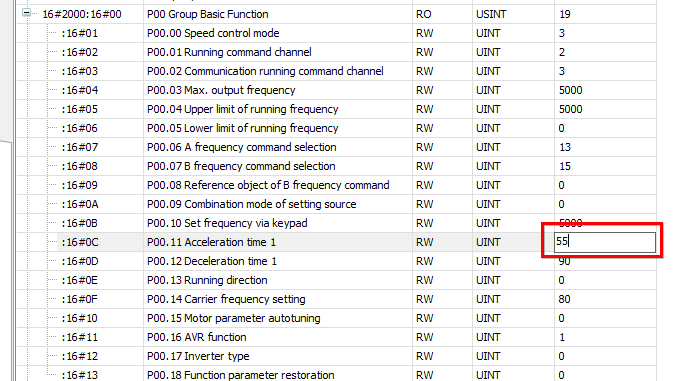 16#2000:16#00 P00 Group Basic Function RO USINT 19
:16#01 P00.00 Speed control mode RW UINT 3
:16#02 P00.01 Running command channel RW UINT 2
:16#03 P00.02 Communication running command channel RW UINT 3
:16#04 P00.03 Max. output frequency RW UINT 5000
:16#05 P00.04 Upper limit of running frequency RW UINT 5000
:16#06 P00.05 Lower limit of running frequency RW UINT 0
:16#07 P00.06 A frequency command selection RW UINT 13
:16#08 P00.07 B frequency command selection RW UINT 15
:16#09 P00.08 Reference object of B frequency command RW UINT 0
:16#0A P00.09 Combination mode of setting source RW UINT 0
:16#0B P00.10 Set frequency via keypad RW UINT 5000
:16#0C P00.11 Acceleration time 1 RW UINT 55
:16#0D P00.12 Deceleration time 1 RW UINT 90
:16#0E P00.13 Running direction RW UINT 0
:16#0F P00.14 Carrier frequency setting RW UINT 80
:16#10 P00.15 Motor parameter autotuning RW UINT 0
:16#11 P00.16 AVR function RW UINT 1
:16#12 P00.17 Inverter type RW UINT 0
:16#13 P00.18 Function parameter restoration RW UINT 0